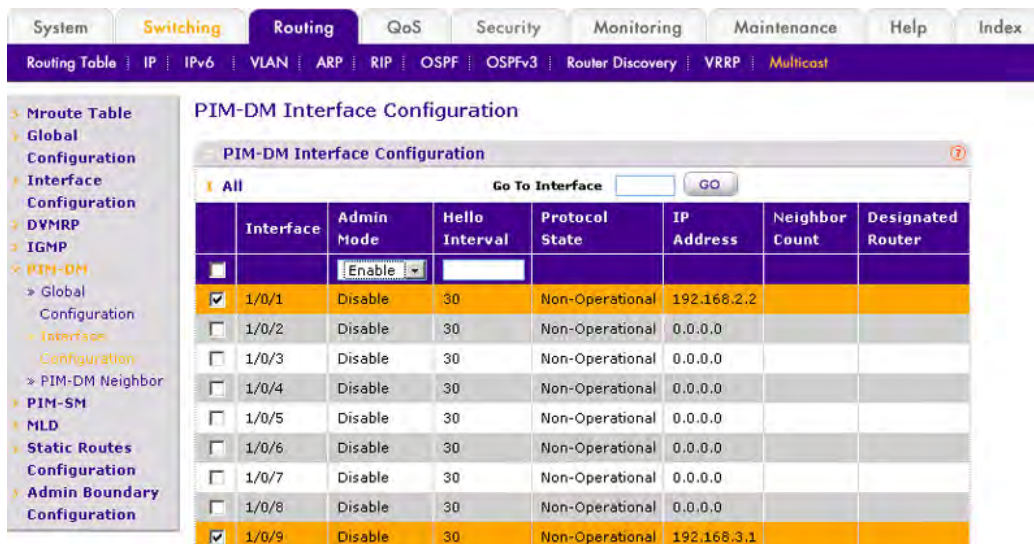 System Switching Routing QoS Security Monitoring Maintenance Help Index
Routing Table IP IPv6 VLAN ARP RIP OSPF OSPFv3 Router Discovery VRRP Multicast
Mroute Table
Global
Configuration
Interface
Configuration
DVMRP
IGMP
PIM-DM
» Global
Configuration
Interface
Configuration
» PIM-DM Neighbor
PIM-SM
MLD
Static Routes
Configuration
Admin Boundary
Configuration
PIM-DM Interface Configuration
PIM-DM Interface Configuration ?
All Go To Interface GO
Interface Admin Mode Hello Interval Protocol State IP Address Neighbor Count Designated Router
Enable
1/0/1 Disable 30 Non-Operational 192.168.2.2
1/0/2 Disable 30 Non-Operational 0.0.0.0
1/0/3 Disable 30 Non-Operational 0.0.0.0
1/0/4 Disable 30 Non-Operational 0.0.0.0
1/0/5 Disable 30 Non-Operational 0.0.0.0
1/0/6 Disable 30 Non-Operational 0.0.0.0
1/0/7 Disable 30 Non-Operational 0.0.0.0
1/0/8 Disable 30 Non-Operational 0.0.0.0
1/0/9 Disable 30 Non-Operational 192.168.3.1